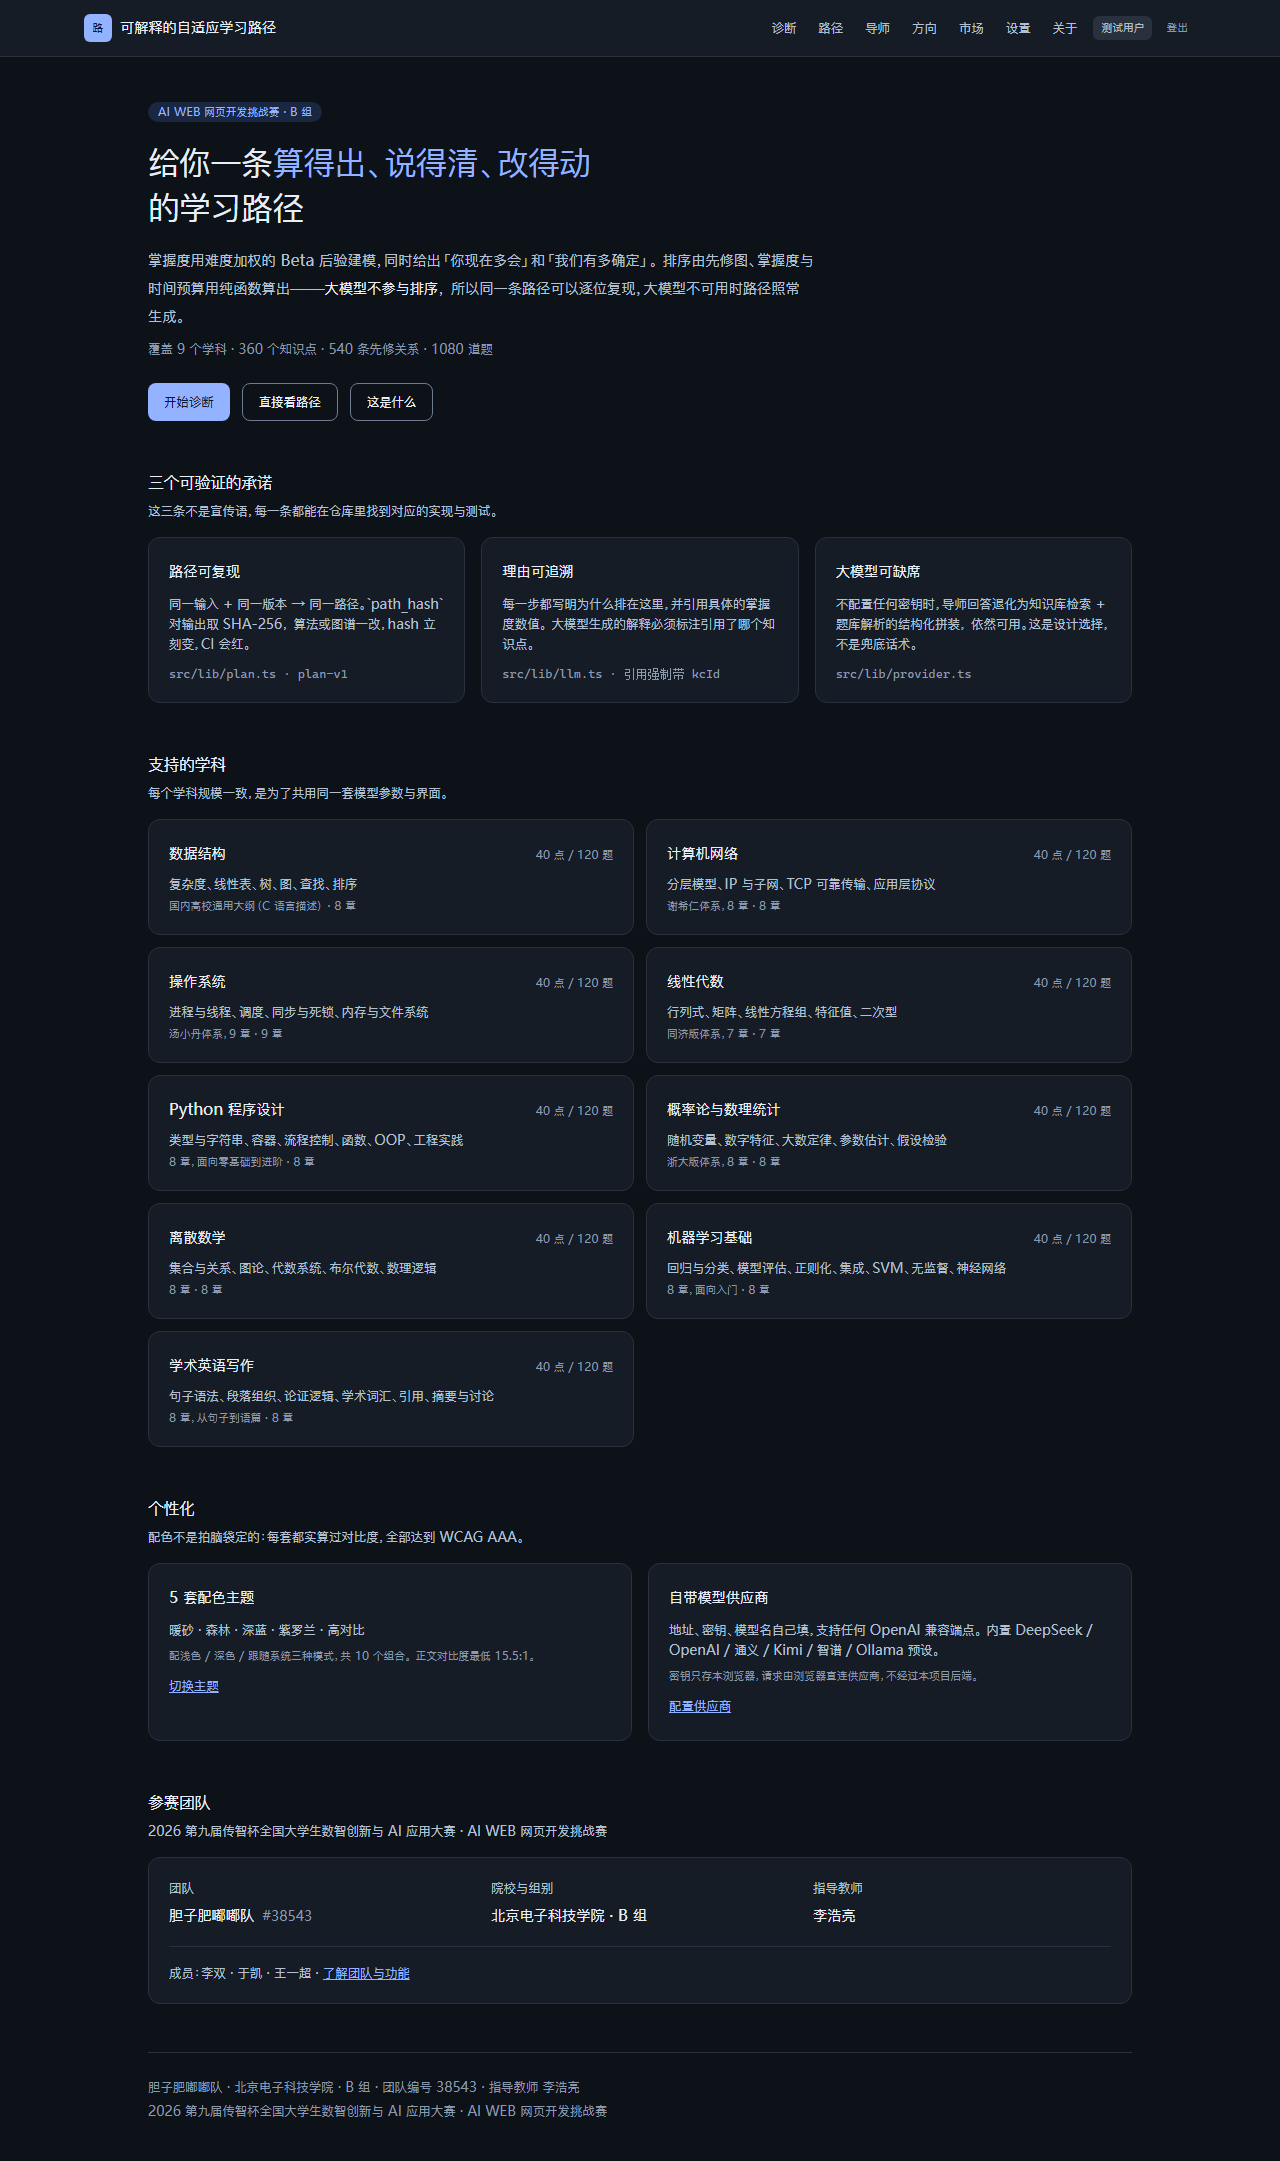 路 可解释的自适应学习路径 诊断 路径 导师 方向 市场 设置 关于 测试用户 登出
AI WEB 网页开发挑战赛 · B 组
给你一条算得出、说得清、改得动
的学习路径
掌握度用难度加权的 Beta 后验建模，同时给出「你现在多会」和「我们有多确定」。排序由先修图、掌握度与
时间预算用纯函数算出——大模型不参与排序，所以同一条路径可以逐位复现，大模型不可用时路径照常
生成。
覆盖 9 个学科 · 360 个知识点 · 540 条先修关系 · 1080 道题
开始诊断 直接看路径 这是什么
三个可验证的承诺
这三条不是宣传语，每一条都能在仓库里找到对应的实现与测试。
路径可复现
同一输入 + 同一版本 → 同一路径。`path_hash`
对输出取 SHA-256，算法或图谱一改，hash 立
刻变，CI 会红。
src/lib/plan.ts · plan-v1
理由可追溯
每一步都写明为什么排在这里，并引用具体的掌握
度数值。大模型生成的解释必须标注引用了哪个知
识点。
src/lib/llm.ts · 引用强制带 kcId
大模型可缺席
不配置任何密钥时，导师回答退化为知识库检索 +
题库解析的结构化拼装，依然可用。这是设计选择，
不是兜底话术。
src/lib/provider.ts
支持的学科
每个学科规模一致，是为了共用同一套模型参数与界面。
数据结构 40 点 / 120 题
复杂度、线性表、树、图、查找、排序
国内高校通用大纲（C 语言描述）· 8 章
计算机网络 40 点 / 120 题
分层模型、IP 与子网、TCP 可靠传输、应用层协议
谢希仁体系，8 章 · 8 章
操作系统 40 点 / 120 题
进程与线程、调度、同步与死锁、内存与文件系统
汤小丹体系，9 章 · 9 章
线性代数 40 点 / 120 题
行列式、矩阵、线性方程组、特征值、二次型
同济版体系，7 章 · 7 章
Python 程序设计 40 点 / 120 题
类型与字符串、容器、流程控制、函数、OOP、工程实践
8 章，面向零基础到进阶 · 8 章
概率论与数理统计 40 点 / 120 题
随机变量、数字特征、大数定律、参数估计、假设检验
浙大版体系，8 章 · 8 章
离散数学 40 点 / 120 题
集合与关系、图论、代数系统、布尔代数、数理逻辑
8 章 · 8 章
机器学习基础 40 点 / 120 题
回归与分类、模型评估、正则化、集成、SVM、无监督、神经网络
8 章，面向入门 · 8 章
学术英语写作 40 点 / 120 题
句子语法、段落组织、论证逻辑、学术词汇、引用、摘要与讨论
8 章，从句子到语篇 · 8 章
个性化
配色不是拍脑袋定的：每套都实算过对比度，全部达到 WCAG AAA。
5 套配色主题
暖砂 · 森林 · 深蓝 · 紫罗兰 · 高对比
配浅色 / 深色 / 跟随系统三种模式，共 10 个组合。正文对比度最低 15.5:1。
切换主题
自带模型供应商
地址、密钥、模型名自己填，支持任何 OpenAI 兼容端点。内置 DeepSeek /
OpenAI / 通义 / Kimi / 智谱 / Ollama 预设。
密钥只存本浏览器，请求由浏览器直连供应商，不经过本项目后端。
配置供应商
参赛团队
2026 第九届传智杯全国大学生数智创新与 AI 应用大赛 · AI WEB 网页开发挑战赛
团队 院校与组别 指导教师
胆子肥嘟嘟队 #38543 北京电子科技学院 · B 组 李浩亮
成员：李双 · 于凯 · 王一超 · 了解团队与功能
胆子肥嘟嘟队 · 北京电子科技学院 · B 组 · 团队编号 38543 · 指导教师 李浩亮
2026 第九届传智杯全国大学生数智创新与 AI 应用大赛 · AI WEB 网页开发挑战赛